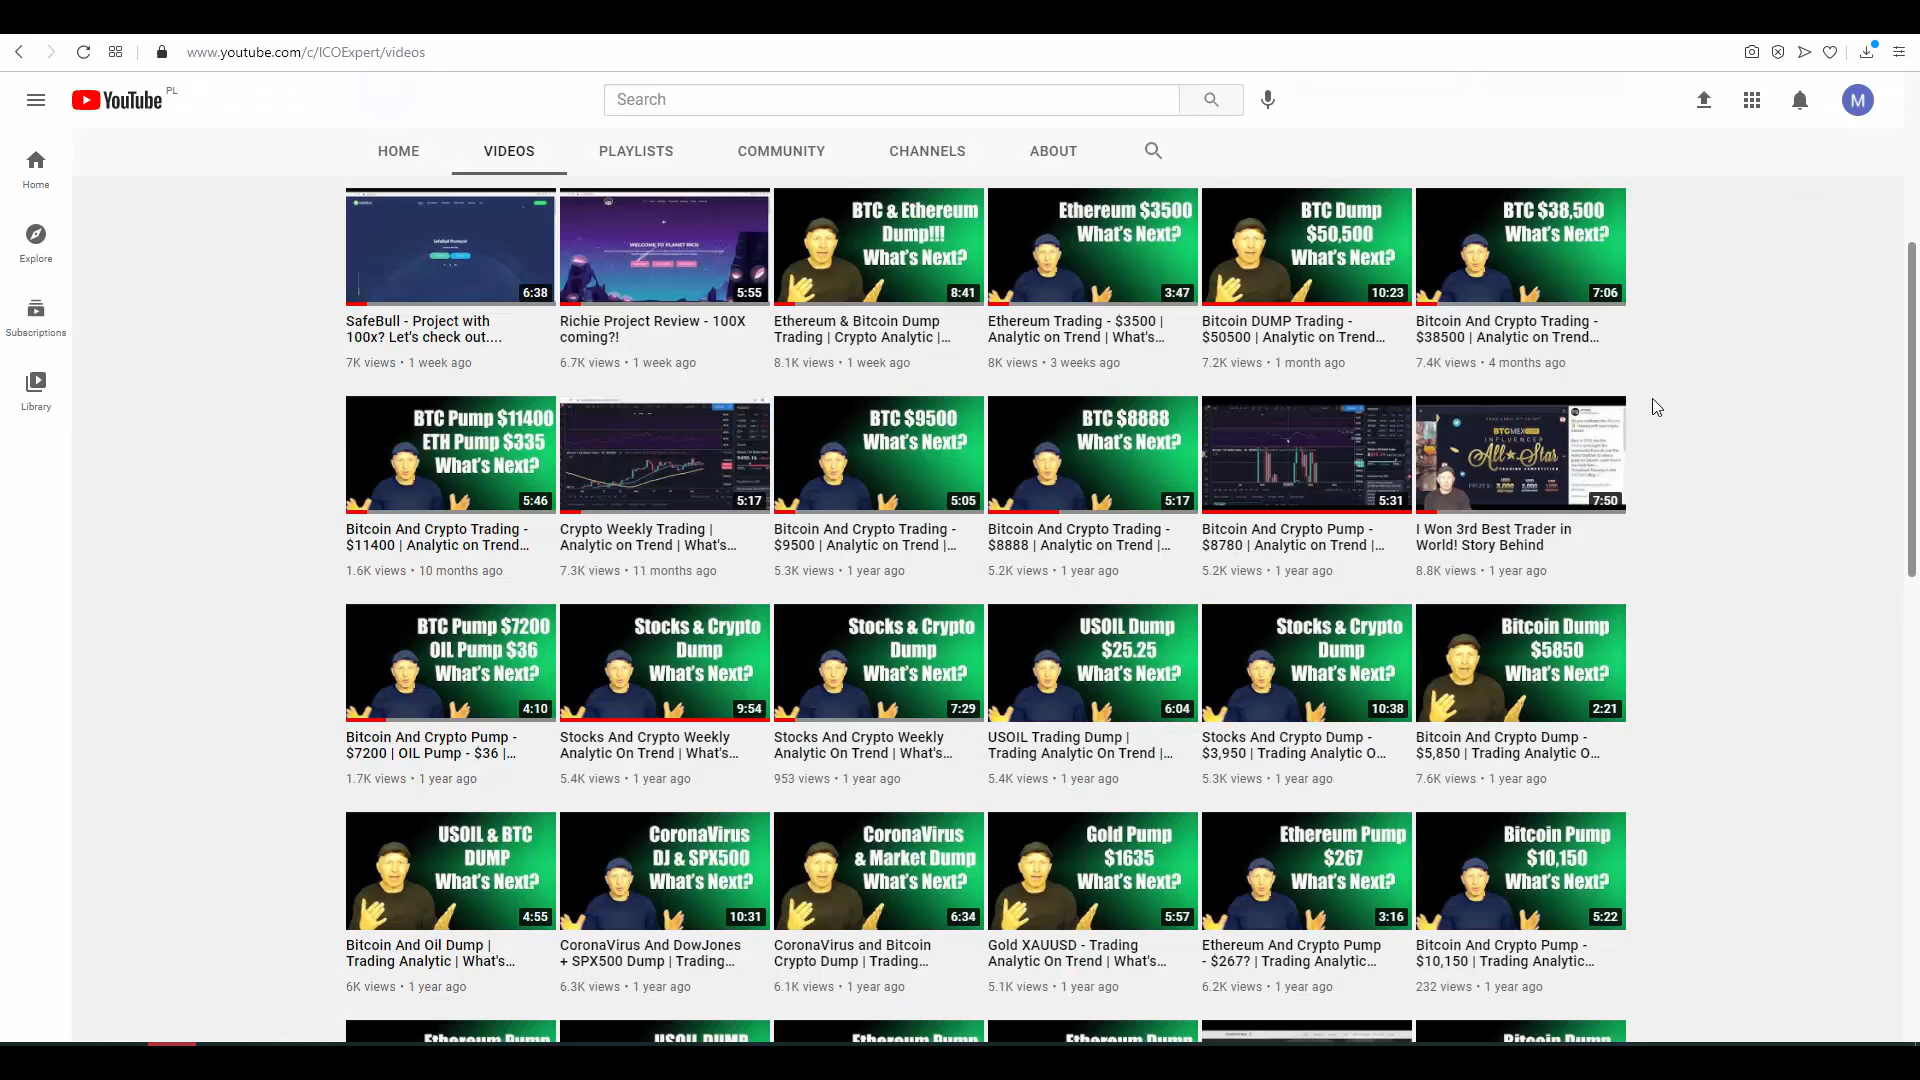 www.youtube.com/c/ICOExpert/videos
YouTube PL
Search
M
HOME VIDEOS PLAYLISTS COMMUNITY CHANNELS ABOUT
Home
Explore
Subscriptions
Library
SafeBull Protocol
6:38
WELCOME TO PLANET RICH
5:55
BTC & Ethereum
Dump!!!
What's Next?
8:41
Ethereum $3500
What's Next?
3:47
BTC Dump
$50,500
What's Next?
10:23
BTC $38,500
What's Next?
7:06
SafeBull - Project with
100x? Let's check out....
7K views • 1 week ago
Richie Project Review - 100X
coming?!
6.7K views • 1 week ago
Ethereum & Bitcoin Dump
Trading | Crypto Analytic |...
8.1K views • 1 week ago
Ethereum Trading - $3500 |
Analytic on Trend | What's...
8K views • 3 weeks ago
Bitcoin DUMP Trading -
$50500 | Analytic on Trend...
7.2K views • 1 month ago
Bitcoin And Crypto Trading -
$38500 | Analytic on Trend...
7.4K views • 4 months ago
BTC Pump $11400
ETH Pump $335
What's Next?
5:46
5:17
BTC $9500
What's Next?
5:05
BTC $8888
What's Next?
5:17
5:31
BTCMEX
INFLUENCER
All★Star
TRADING COMPETITION
7:50
Bitcoin And Crypto Trading -
$11400 | Analytic on Trend...
1.6K views • 10 months ago
Crypto Weekly Trading |
Analytic on Trend | What's...
7.3K views • 11 months ago
Bitcoin And Crypto Trading -
$9500 | Analytic on Trend |...
5.3K views • 1 year ago
Bitcoin And Crypto Trading -
$8888 | Analytic on Trend |...
5.2K views • 1 year ago
Bitcoin And Crypto Pump -
$8780 | Analytic on Trend |...
5.2K views • 1 year ago
I Won 3rd Best Trader in
World! Story Behind
8.8K views • 1 year ago
BTC Pump $7200
OIL Pump $36
What's Next?
4:10
Stocks & Crypto
Dump
What's Next?
9:54
Stocks & Crypto
Dump
What's Next?
7:29
USOIL Dump
$25.25
What's Next?
6:04
Stocks & Crypto
Dump
What's Next?
10:38
Bitcoin Dump
$5850
What's Next?
2:21
Bitcoin And Crypto Pump -
$7200 | OIL Pump - $36 |...
1.7K views • 1 year ago
Stocks And Crypto Weekly
Analytic On Trend | What's...
5.4K views • 1 year ago
Stocks And Crypto Weekly
Analytic On Trend | What's...
953 views • 1 year ago
USOIL Trading Dump |
Trading Analytic On Trend |...
5.4K views • 1 year ago
Stocks And Crypto Dump -
$3,950 | Trading Analytic O...
5.3K views • 1 year ago
Bitcoin And Crypto Dump -
$5,850 | Trading Analytic O...
7.6K views • 1 year ago
USOIL & BTC
DUMP
What's Next?
4:55
CoronaVirus
DJ & SPX500
What's Next?
10:31
CoronaVirus
& Market Dump
What's Next?
6:34
Gold Pump
$1635
What's Next?
5:57
Ethereum Pump
$267
What's Next?
3:16
Bitcoin Pump
$10,150
What's Next?
5:22
Bitcoin And Oil Dump |
Trading Analytic | What's...
6K views • 1 year ago
CoronaVirus And DowJones
+ SPX500 Dump | Trading...
6.3K views • 1 year ago
CoronaVirus and Bitcoin
Crypto Dump | Trading...
6.1K views • 1 year ago
Gold XAUUSD - Trading
Analytic On Trend | What's...
5.1K views • 1 year ago
Ethereum And Crypto Pump
- $267? | Trading Analytic...
6.2K views • 1 year ago
Bitcoin And Crypto Pump -
$10,150 | Trading Analytic...
232 views • 1 year ago
Ethereum Pump
USOIL DUMP
Ethereum Pump
Ethereum Dump
Bitcoin Dump